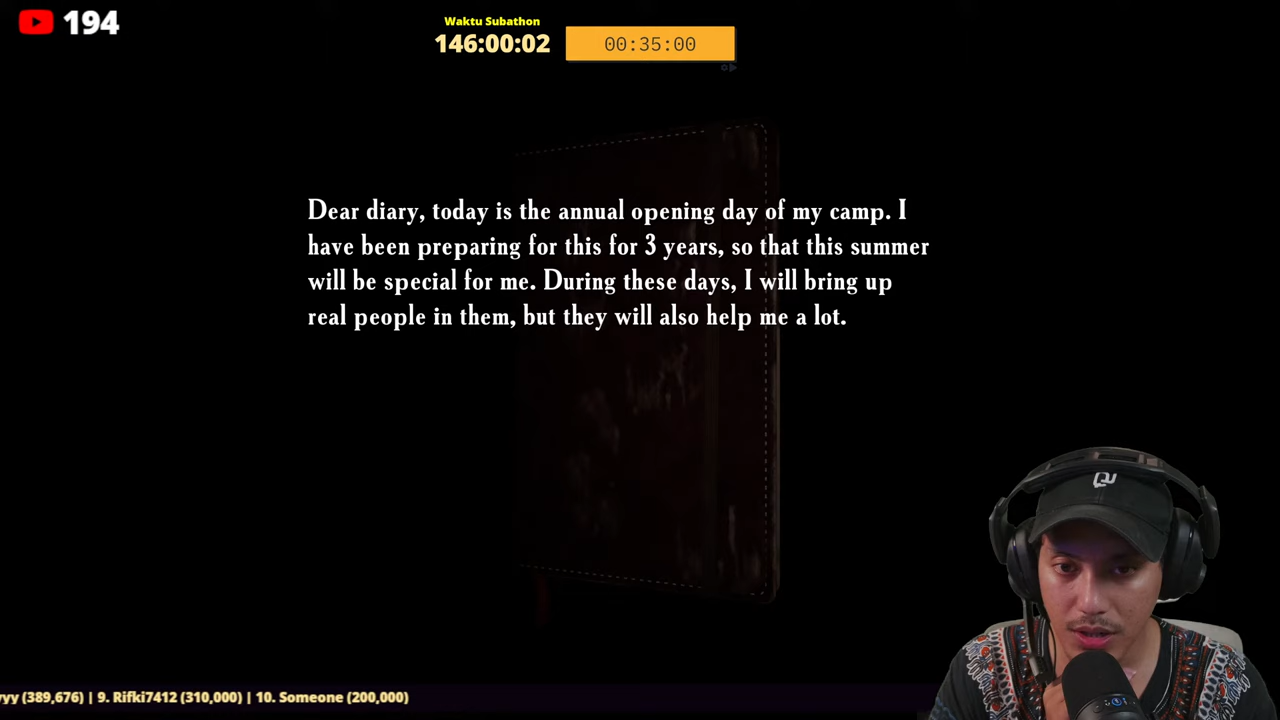 194
Waktu Subathon
146:00:02
00:35:00
Dear diary, today is the annual opening day of my camp. I
have been preparing for this for 3 years, so that this summer
will be special for me. During these days, I will bring up
real people in them, but they will also help me a lot.
yy (389,676) | 9. Rifki7412 (310,000) | 10. Someone (200,000)